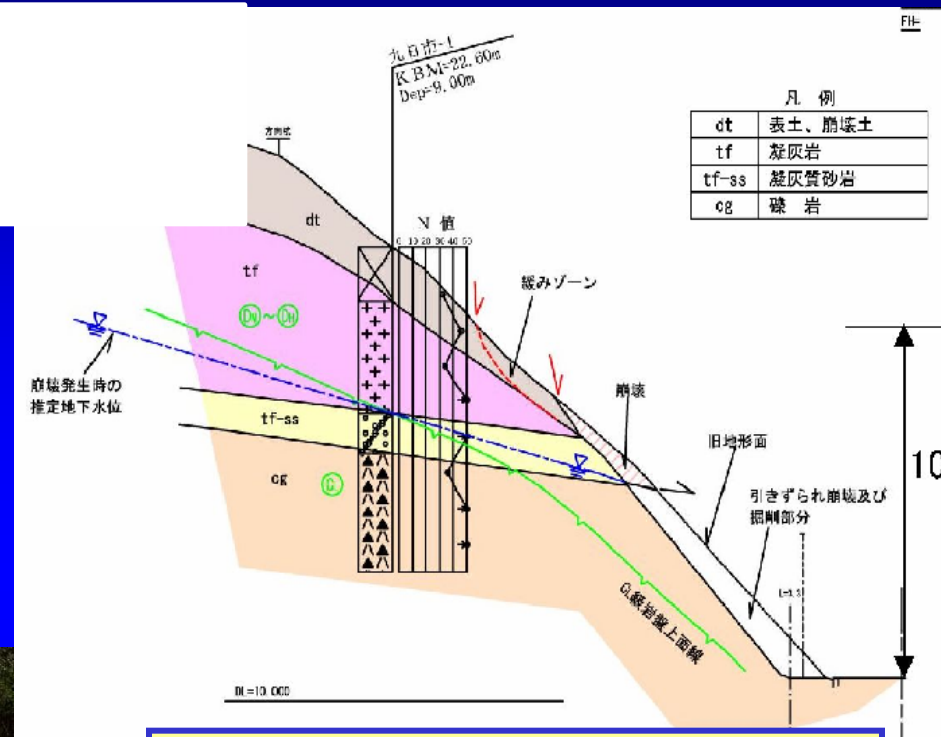 FH=
九日市-1
KBM=22.60m
Dep=9.00m
凡 例
dt 表土、崩壊土
tf 凝灰岩
tf-ss 凝灰質砂岩
cg 礫 岩
dt
N 値
0 10 20 30 40 50
tf
緩みゾーン
崩壊発生時の
推定地下水位
崩壊
tf-ss
旧地形面
10
cg
引きずられ崩壊及び
掘削部分
CL級岩盤上面線
DL=10.000